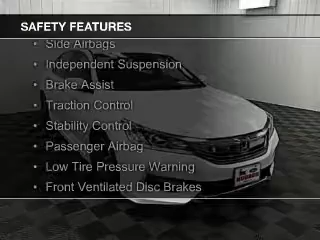 SAFETY FEATURES
• Side Airbags
• Independent Suspension
• Brake Assist
• Traction Control
• Stability Control
• Passenger Airbag
• Low Tire Pressure Warning
• Front Ventilated Disc Brakes